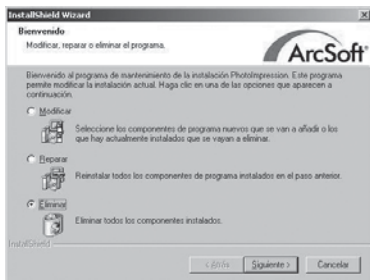 InstallShield Wizard
Bienvenido
Modificar, reparar o eliminar el programa.
ArcSoft®
Bienvenido al programa de mantenimiento de la instalación PhotoImpression. Este programa
permite modificar la instalación actual. Haga clic en una de las opciones que aparecen a
continuación.
Modificar
Seleccione los componentes de programa nuevos que se van a añadir o los
que hay actualmente instalados que se vayan a eliminar.
Reparar
Reinstalar todos los componentes de programa instalados en el paso anterior.
Eliminar
Eliminar todos los componentes instalados.
InstallShield
< Atrás
Siguiente >
Cancelar